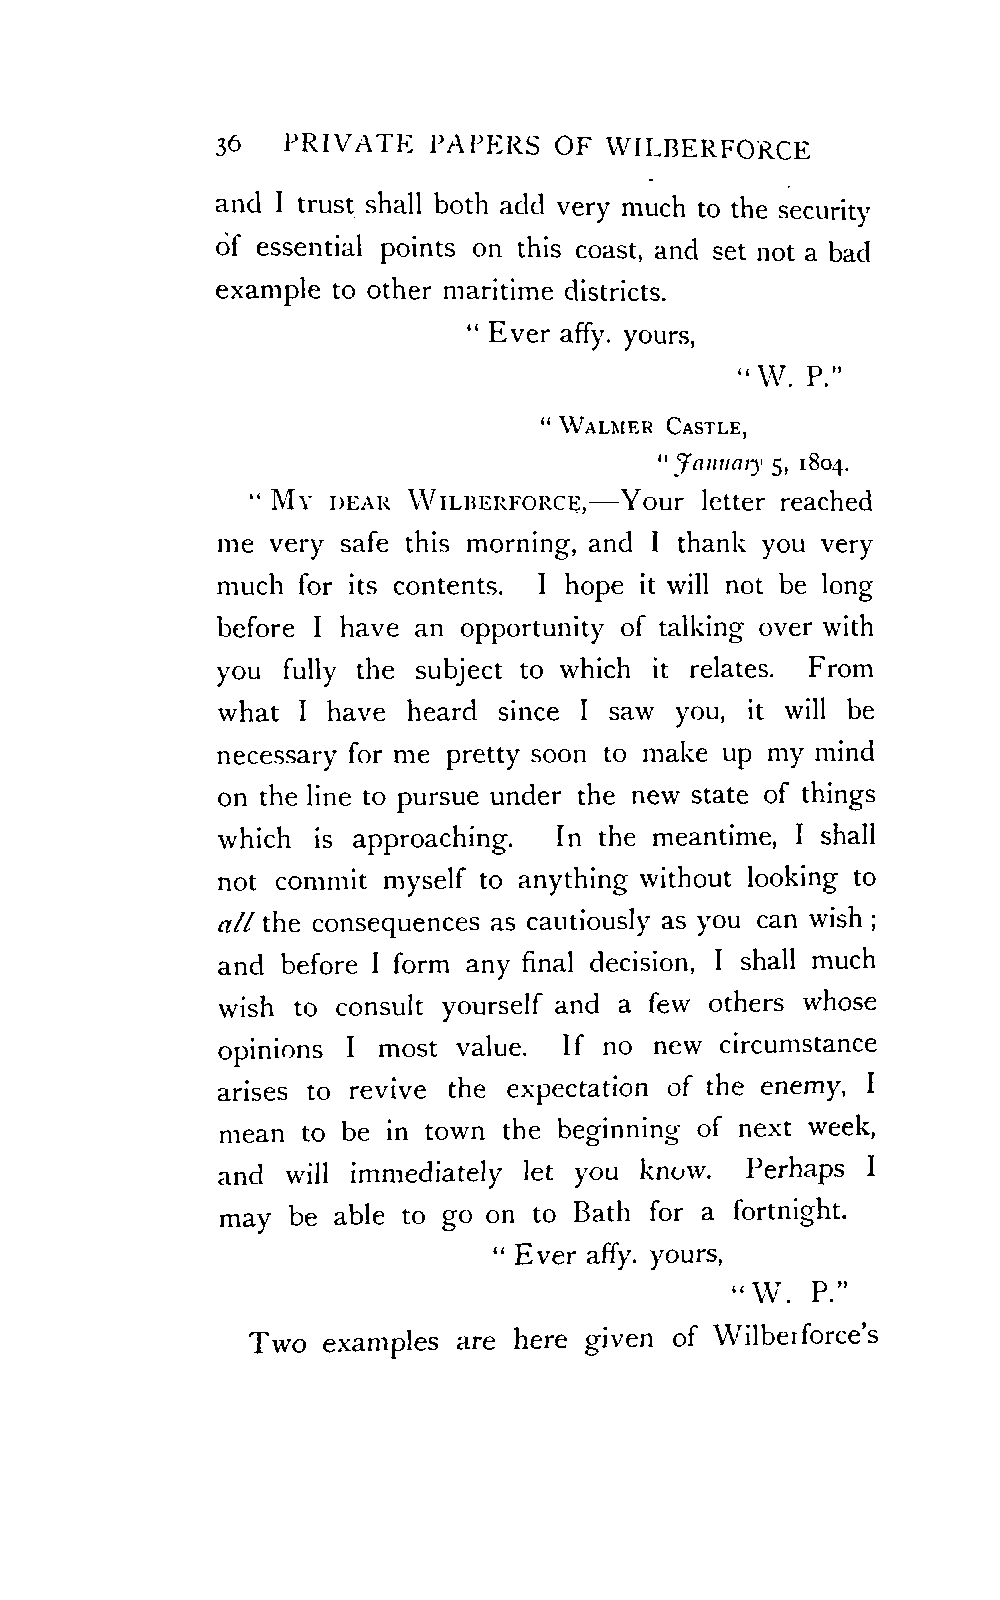 36 PRIVATE PAPERS OF WILBERFORCE
and I trust shall both add very much to the security
of essential points on this coast, and set not a bad
example to other maritime districts.
“ Ever affy. yours,
“ W. P.”
“ WALMER CASTLE,
“ January 5, 1804.
“ MY DEAR WILBERFORCE,—Your letter reached
me very safe this morning, and I thank you very
much for its contents. I hope it will not be long
before I have an opportunity of talking over with
you fully the subject to which it relates. From
what I have heard since I saw you, it will be
necessary for me pretty soon to make up my mind
on the line to pursue under the new state of things
which is approaching. In the meantime, I shall
not commit myself to anything without looking to
all the consequences as cautiously as you can wish ;
and before I form any final decision, I shall much
wish to consult yourself and a few others whose
opinions I most value. If no new circumstance
arises to revive the expectation of the enemy, I
mean to be in town the beginning of next week,
and will immediately let you know. Perhaps I
may be able to go on to Bath for a fortnight.
“ Ever affy. yours,
“ W. P.”
Two examples are here given of Wilberforce’s